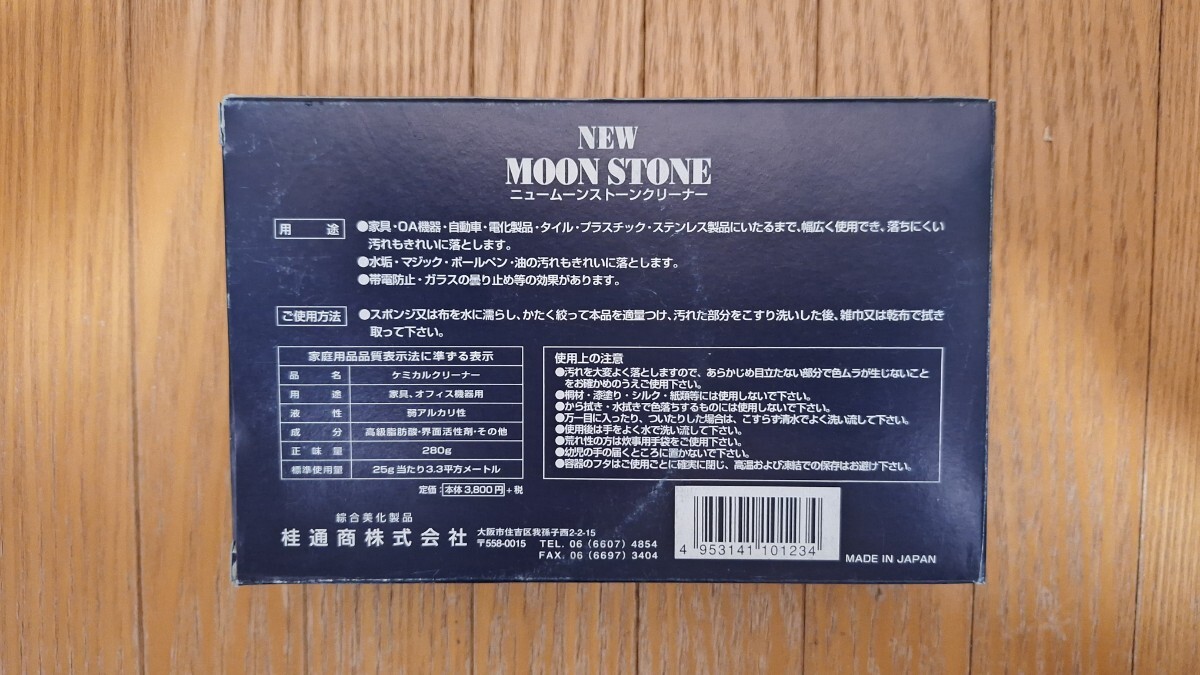 NEW
MOON STONE
ニュームーンストーンクリーナー
用途
●家具・OA機器・自動車・電化製品・タイル・プラスチック・ステンレス製品にいたるまで、幅広く使用でき、落ちにくい
汚れもきれいに落とします。
●水垢・マジック・ボールペン・油の汚れもきれいに落とします。
●帯電防止・ガラスの曇り止め等の効果があります。
ご使用方法
●スポンジ又は布を水に濡らし、かたく絞って本品を適量つけ、汚れた部分をこすり洗いした後、雑巾又は乾布で拭き
取って下さい。
家庭用品品質表示法に準ずる表示
品名 ケミカルクリーナー
用途 家具、オフィス機器用
液性 弱アルカリ性
成分 高級脂肪酸・界面活性剤・その他
正味量 280g
標準使用量 25g当たり3.3平方メートル
定価:本体3,800円+税
使用上の注意
●汚れを大変よく落としますので、あらかじめ目立たない部分で色ムラが生じないこと
をお確かめのうえご使用下さい。
●桐材・漆塗り・シルク・紙類等には使用しないで下さい。
●から拭き・水拭きで色落ちするものには使用しないで下さい。
●万一目に入ったり、ついたりした場合は、こすらず清水でよく洗い流して下さい。
●使用後は手をよく水で洗い流して下さい。
●荒れ性の方は炊事用手袋をご使用下さい。
●幼児の手の届くところに置かないで下さい。
●容器のフタはご使用ごとに確実に閉じ、高温および凍結での保存はお避け下さい。
綜合美化製品
桂通商株式会社
大阪市住吉区我孫子西2-2-15
〒558-0015 TEL. 06 (6607) 4854
FAX. 06 (6697) 3404
4 953141 101234
MADE IN JAPAN